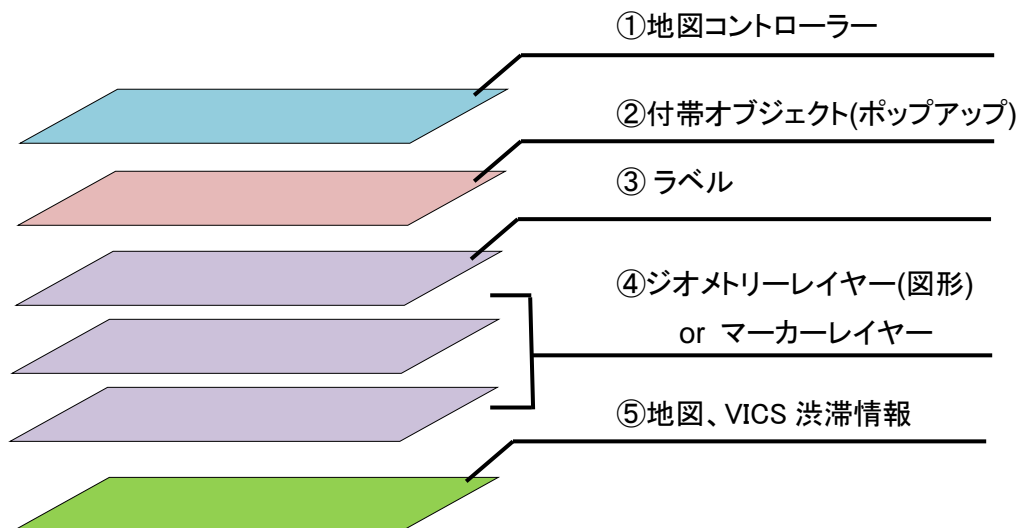 ①地図コントローラー
②付帯オブジェクト(ポップアップ)
③ ラベル
④ジオメトリーレイヤー(図形)
or マーカーレイヤー
⑤地図、VICS 渋滞情報